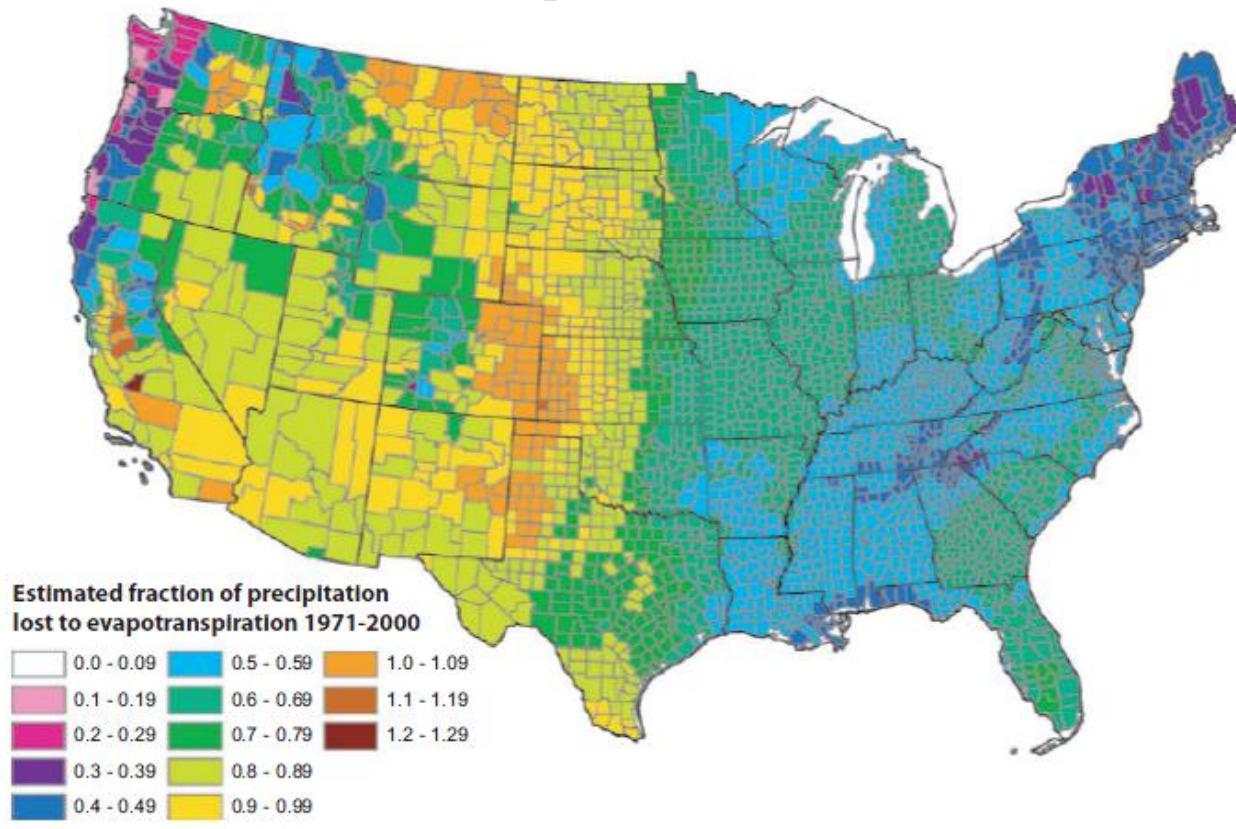 Estimated fraction of precipitation
lost to evapotranspiration 1971-2000
0.0 - 0.09
0.1 - 0.19
0.2 - 0.29
0.3 - 0.39
0.4 - 0.49
0.5 - 0.59
0.6 - 0.69
0.7 - 0.79
0.8 - 0.89
0.9 - 0.99
1.0 - 1.09
1.1 - 1.19
1.2 - 1.29